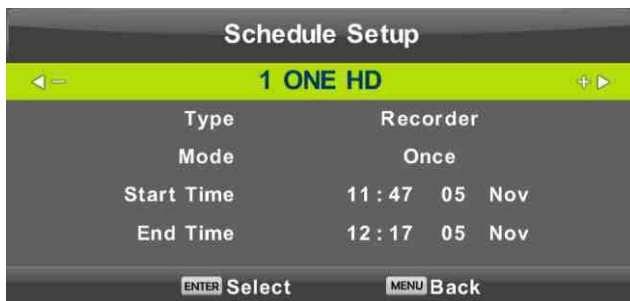 Schedule Setup
1 ONE HD
Type Recorder
Mode Once
Start Time 11:47 05 Nov
End Time 12:17 05 Nov
ENTER Select MENU Back